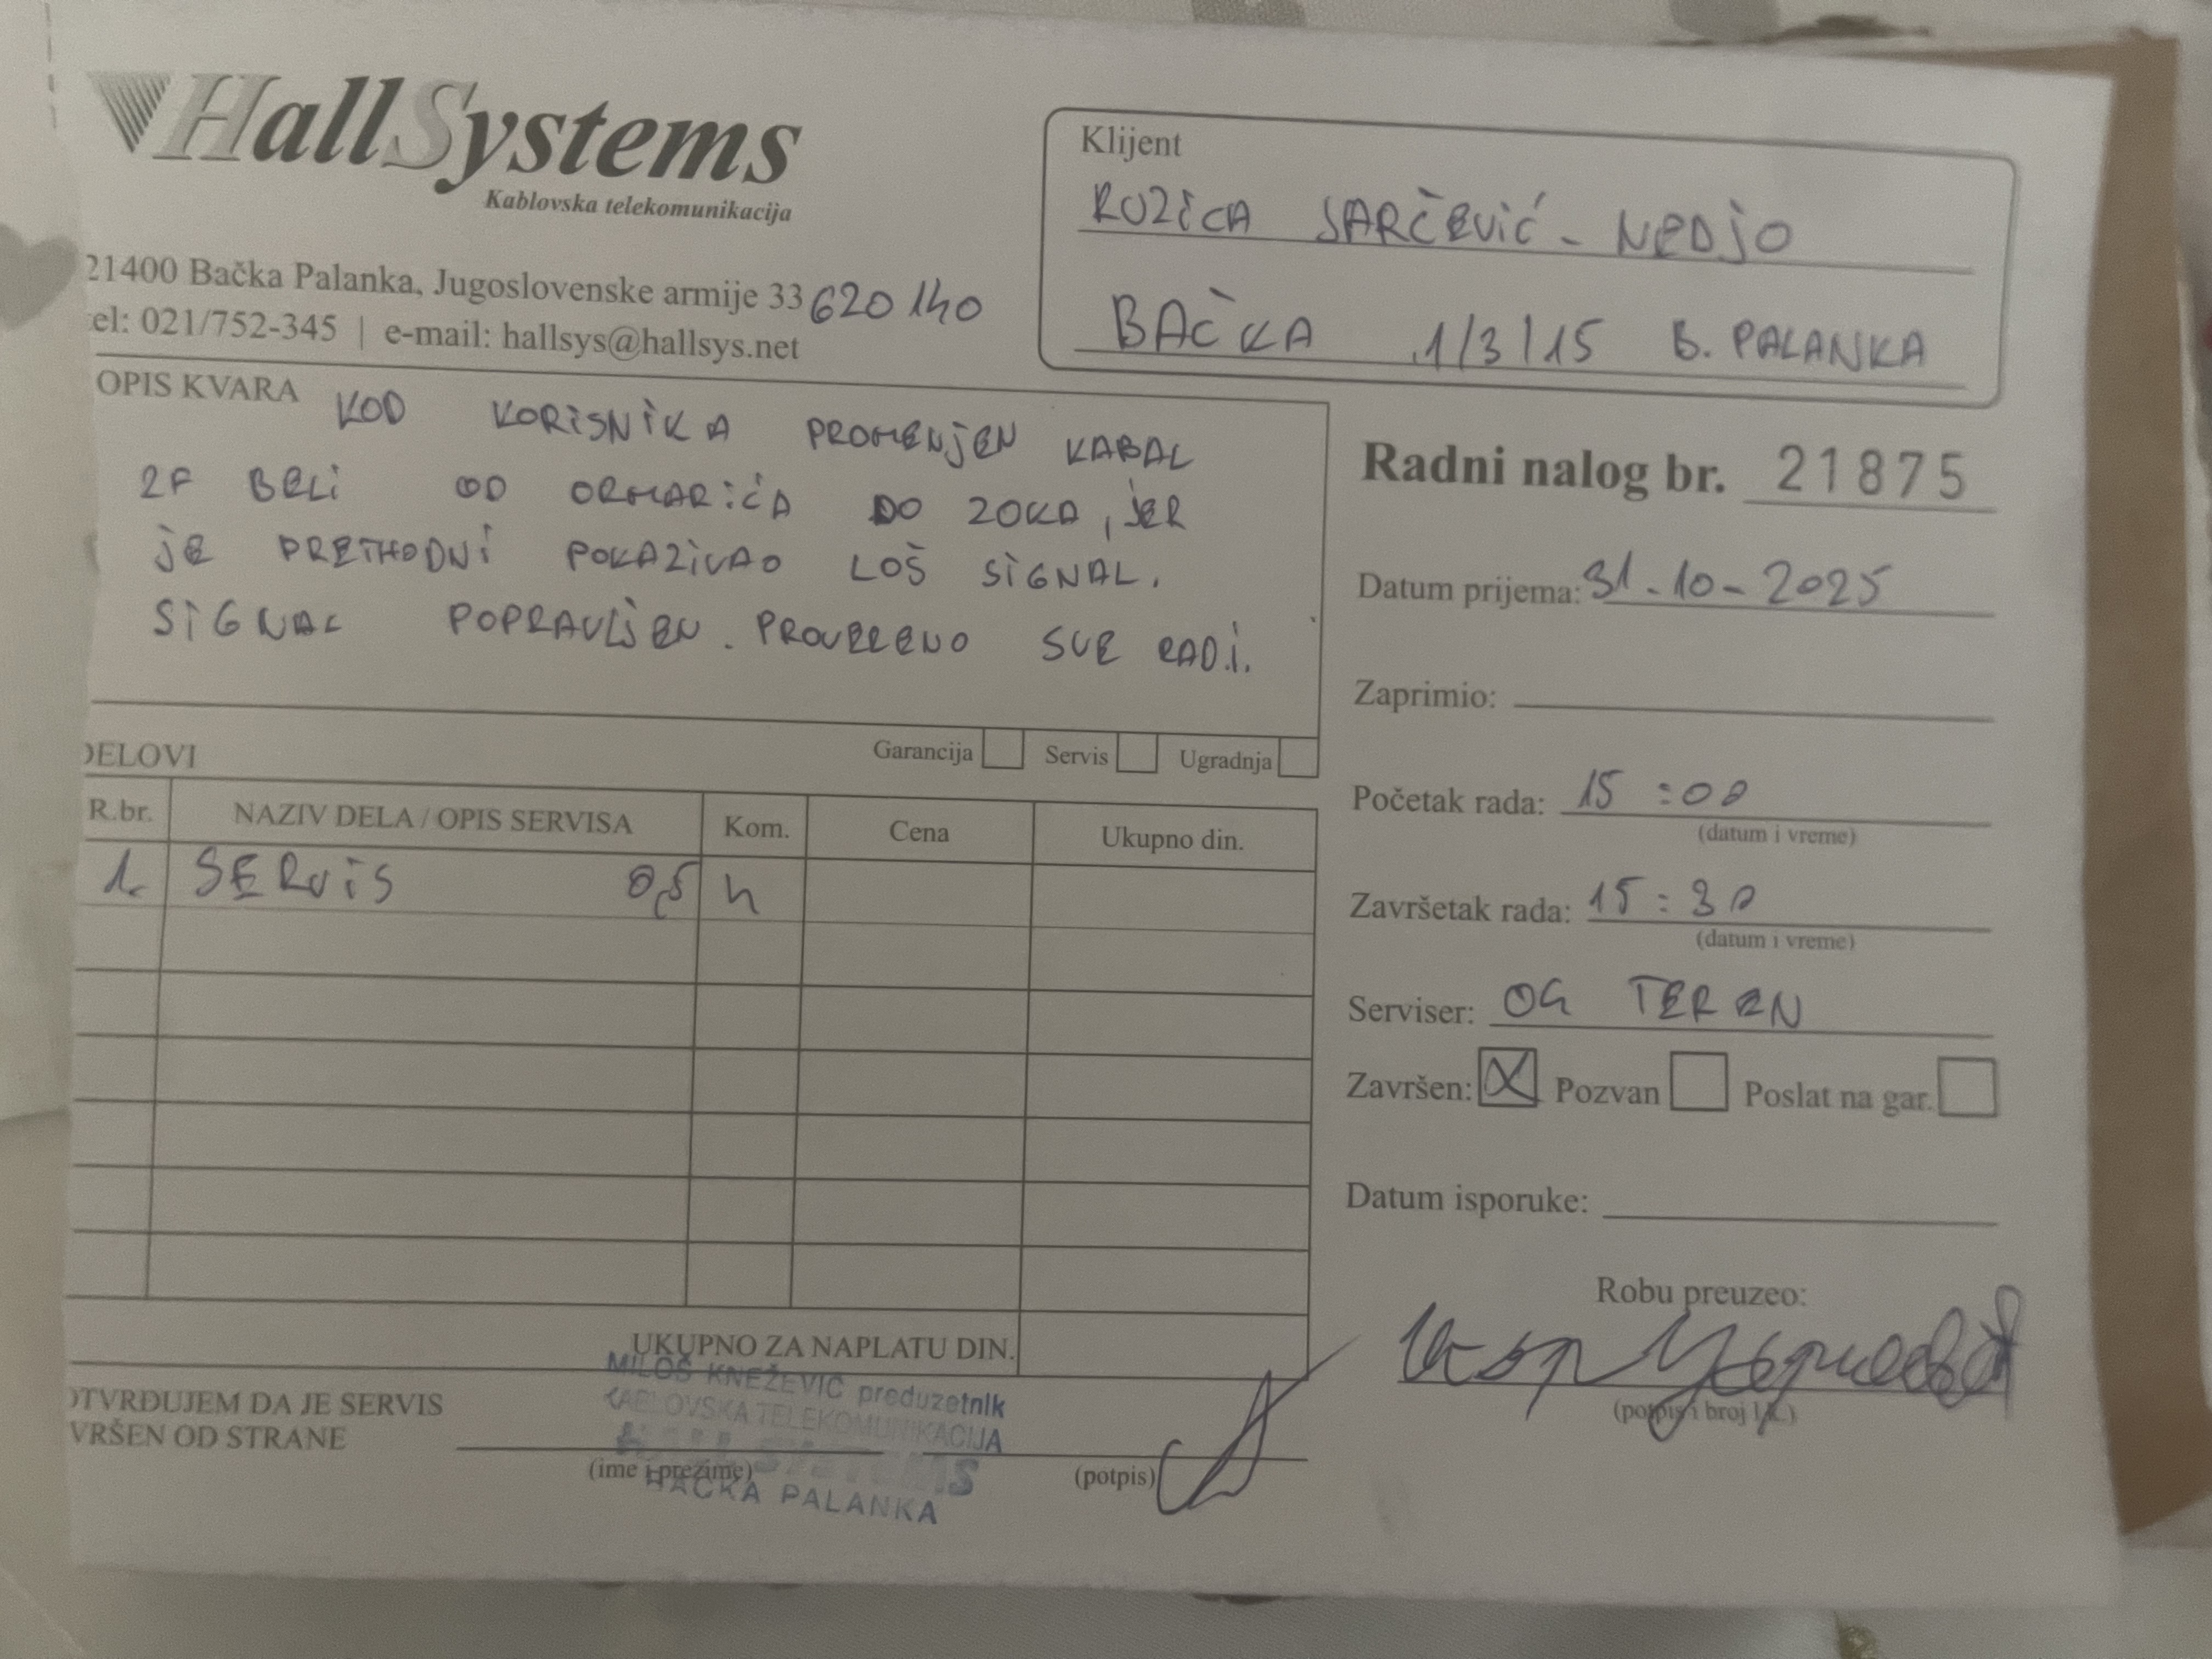 HallSystems
Kablovska telekomunikacija
21400 Bačka Palanka, Jugoslovenske armije 33
620 140
el: 021/752-345 | e-mail: hallsys@hallsys.net
Klijent
RUZICA SARČEVIĆ - NEDJO
BAČKA 1/3/15 B. PALANKA
OPIS KVARA
KOD KORISNIKA PROMENJEN KABAL
2F BELI OD ORMARIĆA DO ZOKA, JER
JE PRETHODNI POKAZIVAO LOŠ SIGNAL.
SIGNAL POPRAVLJEN. PROVERENO SVE RADI.
Garancija Servis Ugradnja
DELOVI
R.br. NAZIV DELA / OPIS SERVISA Kom. Cena Ukupno din.
1. SERVIS 0,5 h
UKUPNO ZA NAPLATU DIN.
OTVRĐUJEM DA JE SERVIS
VRŠEN OD STRANE
(ime i prezime)
(potpis)
MILOŠ KNEŽEVIĆ preduzetnik
KABLOVSKA TELEKOMUNIKACIJA
HALL SYSTEMS
BAČKA PALANKA
Radni nalog br. 21875
Datum prijema: 31-10-2025
Zaprimio:
Početak rada: 15:00
(datum i vreme)
Završetak rada: 15:30
(datum i vreme)
Serviser: OG TEREN
Završen: X Pozvan Poslat na gar.
Datum isporuke:
Robu preuzeo:
(potpis i broj l.k.)